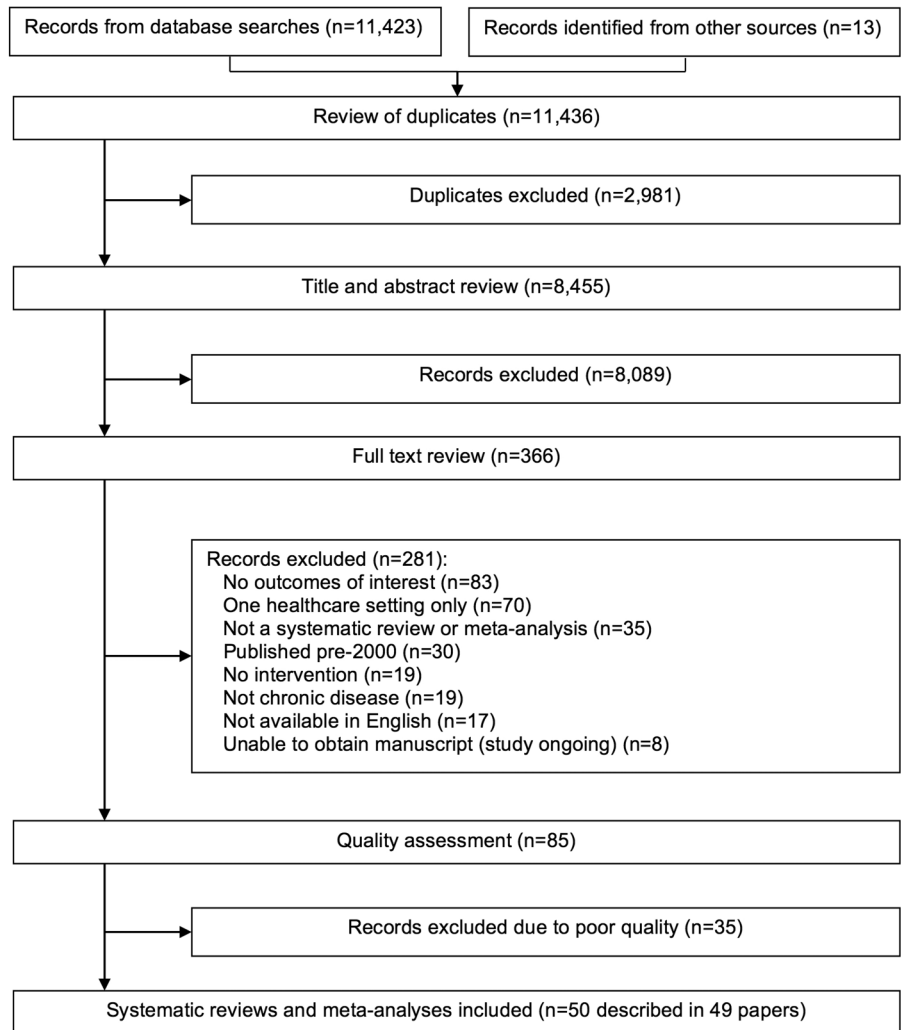 Records from database searches (n=11,423)
Records identified from other sources (n=13)
Review of duplicates (n=11,436)
Duplicates excluded (n=2,981)
Title and abstract review (n=8,455)
Records excluded (n=8,089)
Full text review (n=366)
Records excluded (n=281):
No outcomes of interest (n=83)
One healthcare setting only (n=70)
Not a systematic review or meta-analysis (n=35)
Published pre-2000 (n=30)
No intervention (n=19)
Not chronic disease (n=19)
Not available in English (n=17)
Unable to obtain manuscript (study ongoing) (n=8)
Quality assessment (n=85)
Records excluded due to poor quality (n=35)
Systematic reviews and meta-analyses included (n=50 described in 49 papers)